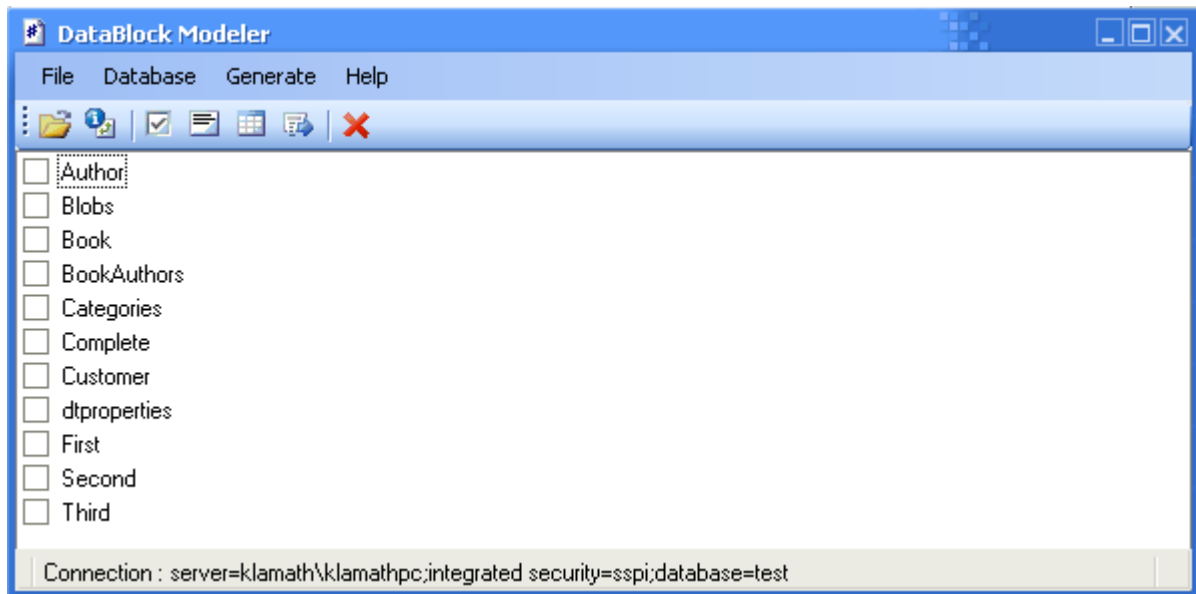 DataBlock Modeler
File Database Generate Help
Author
Blobs
Book
BookAuthors
Categories
Complete
Customer
dtproperties
First
Second
Third
Connection : server=klamath\klamathpc;integrated security=sspi;database=test